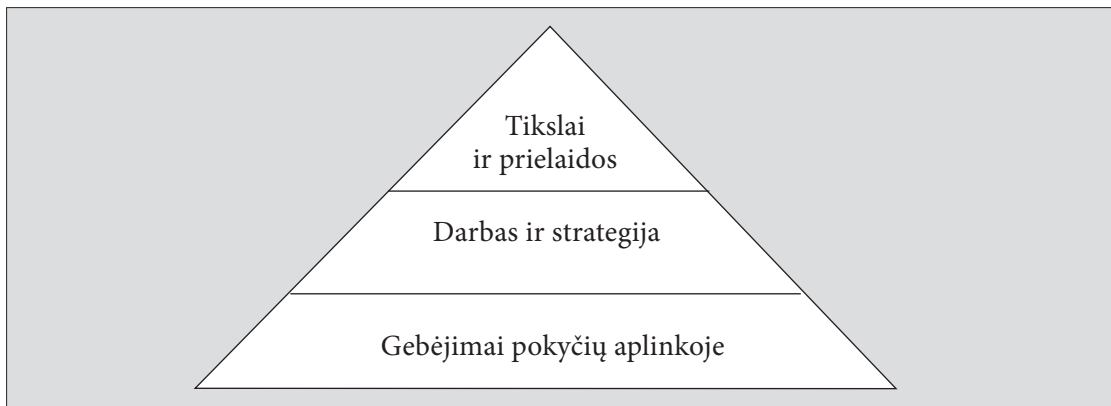 Tikslai
ir prielaidos
Darbas ir strategija
Gebėjimai pokyčių aplinkoje